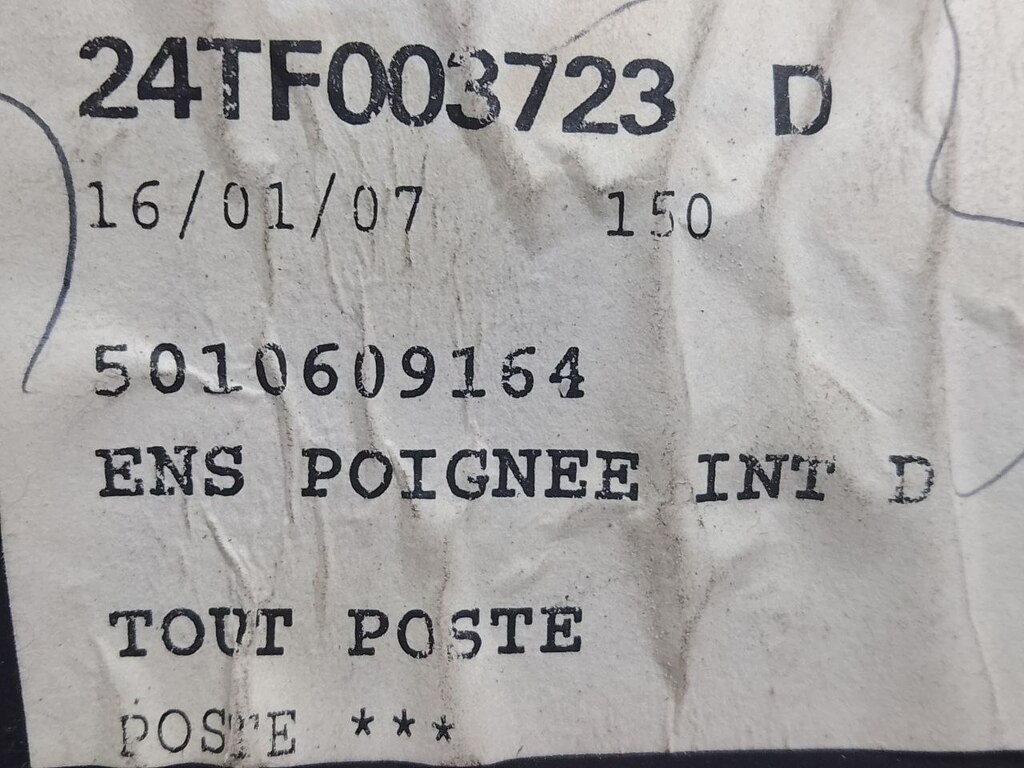 24TF003723 D
16/01/07 150
5010609164
ENS POIGNEE INT D
TOUT POSTE
POSTE ***